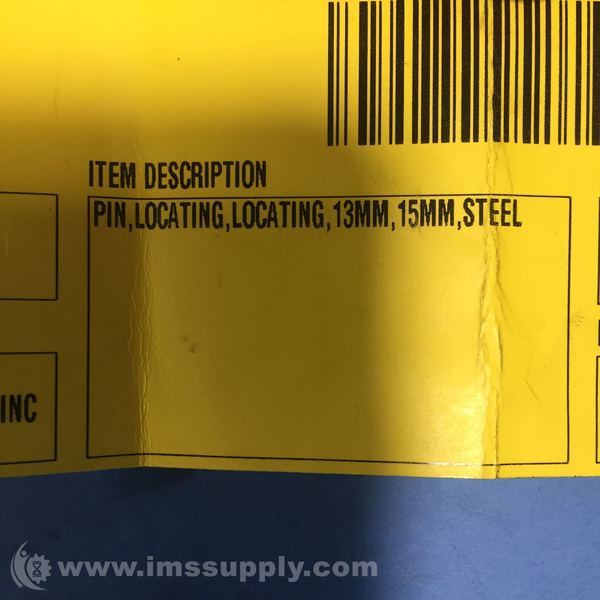 ITEM DESCRIPTION
PIN,LOCATING,LOCATING,13MM,15MM,STEEL
INC
www.imssupply.com